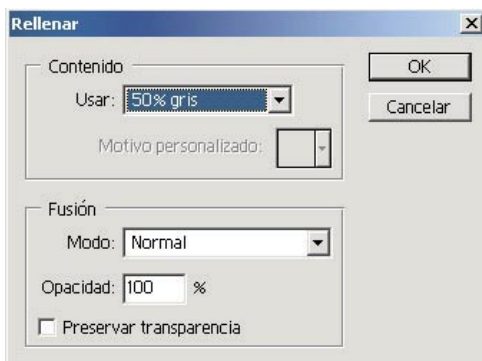 Rellenar
Contenido
OK
Usar: 50% gris
Cancelar
Motivo personalizado:
Fusión
Modo: Normal
Opacidad: 100 %
Preservar transparencia